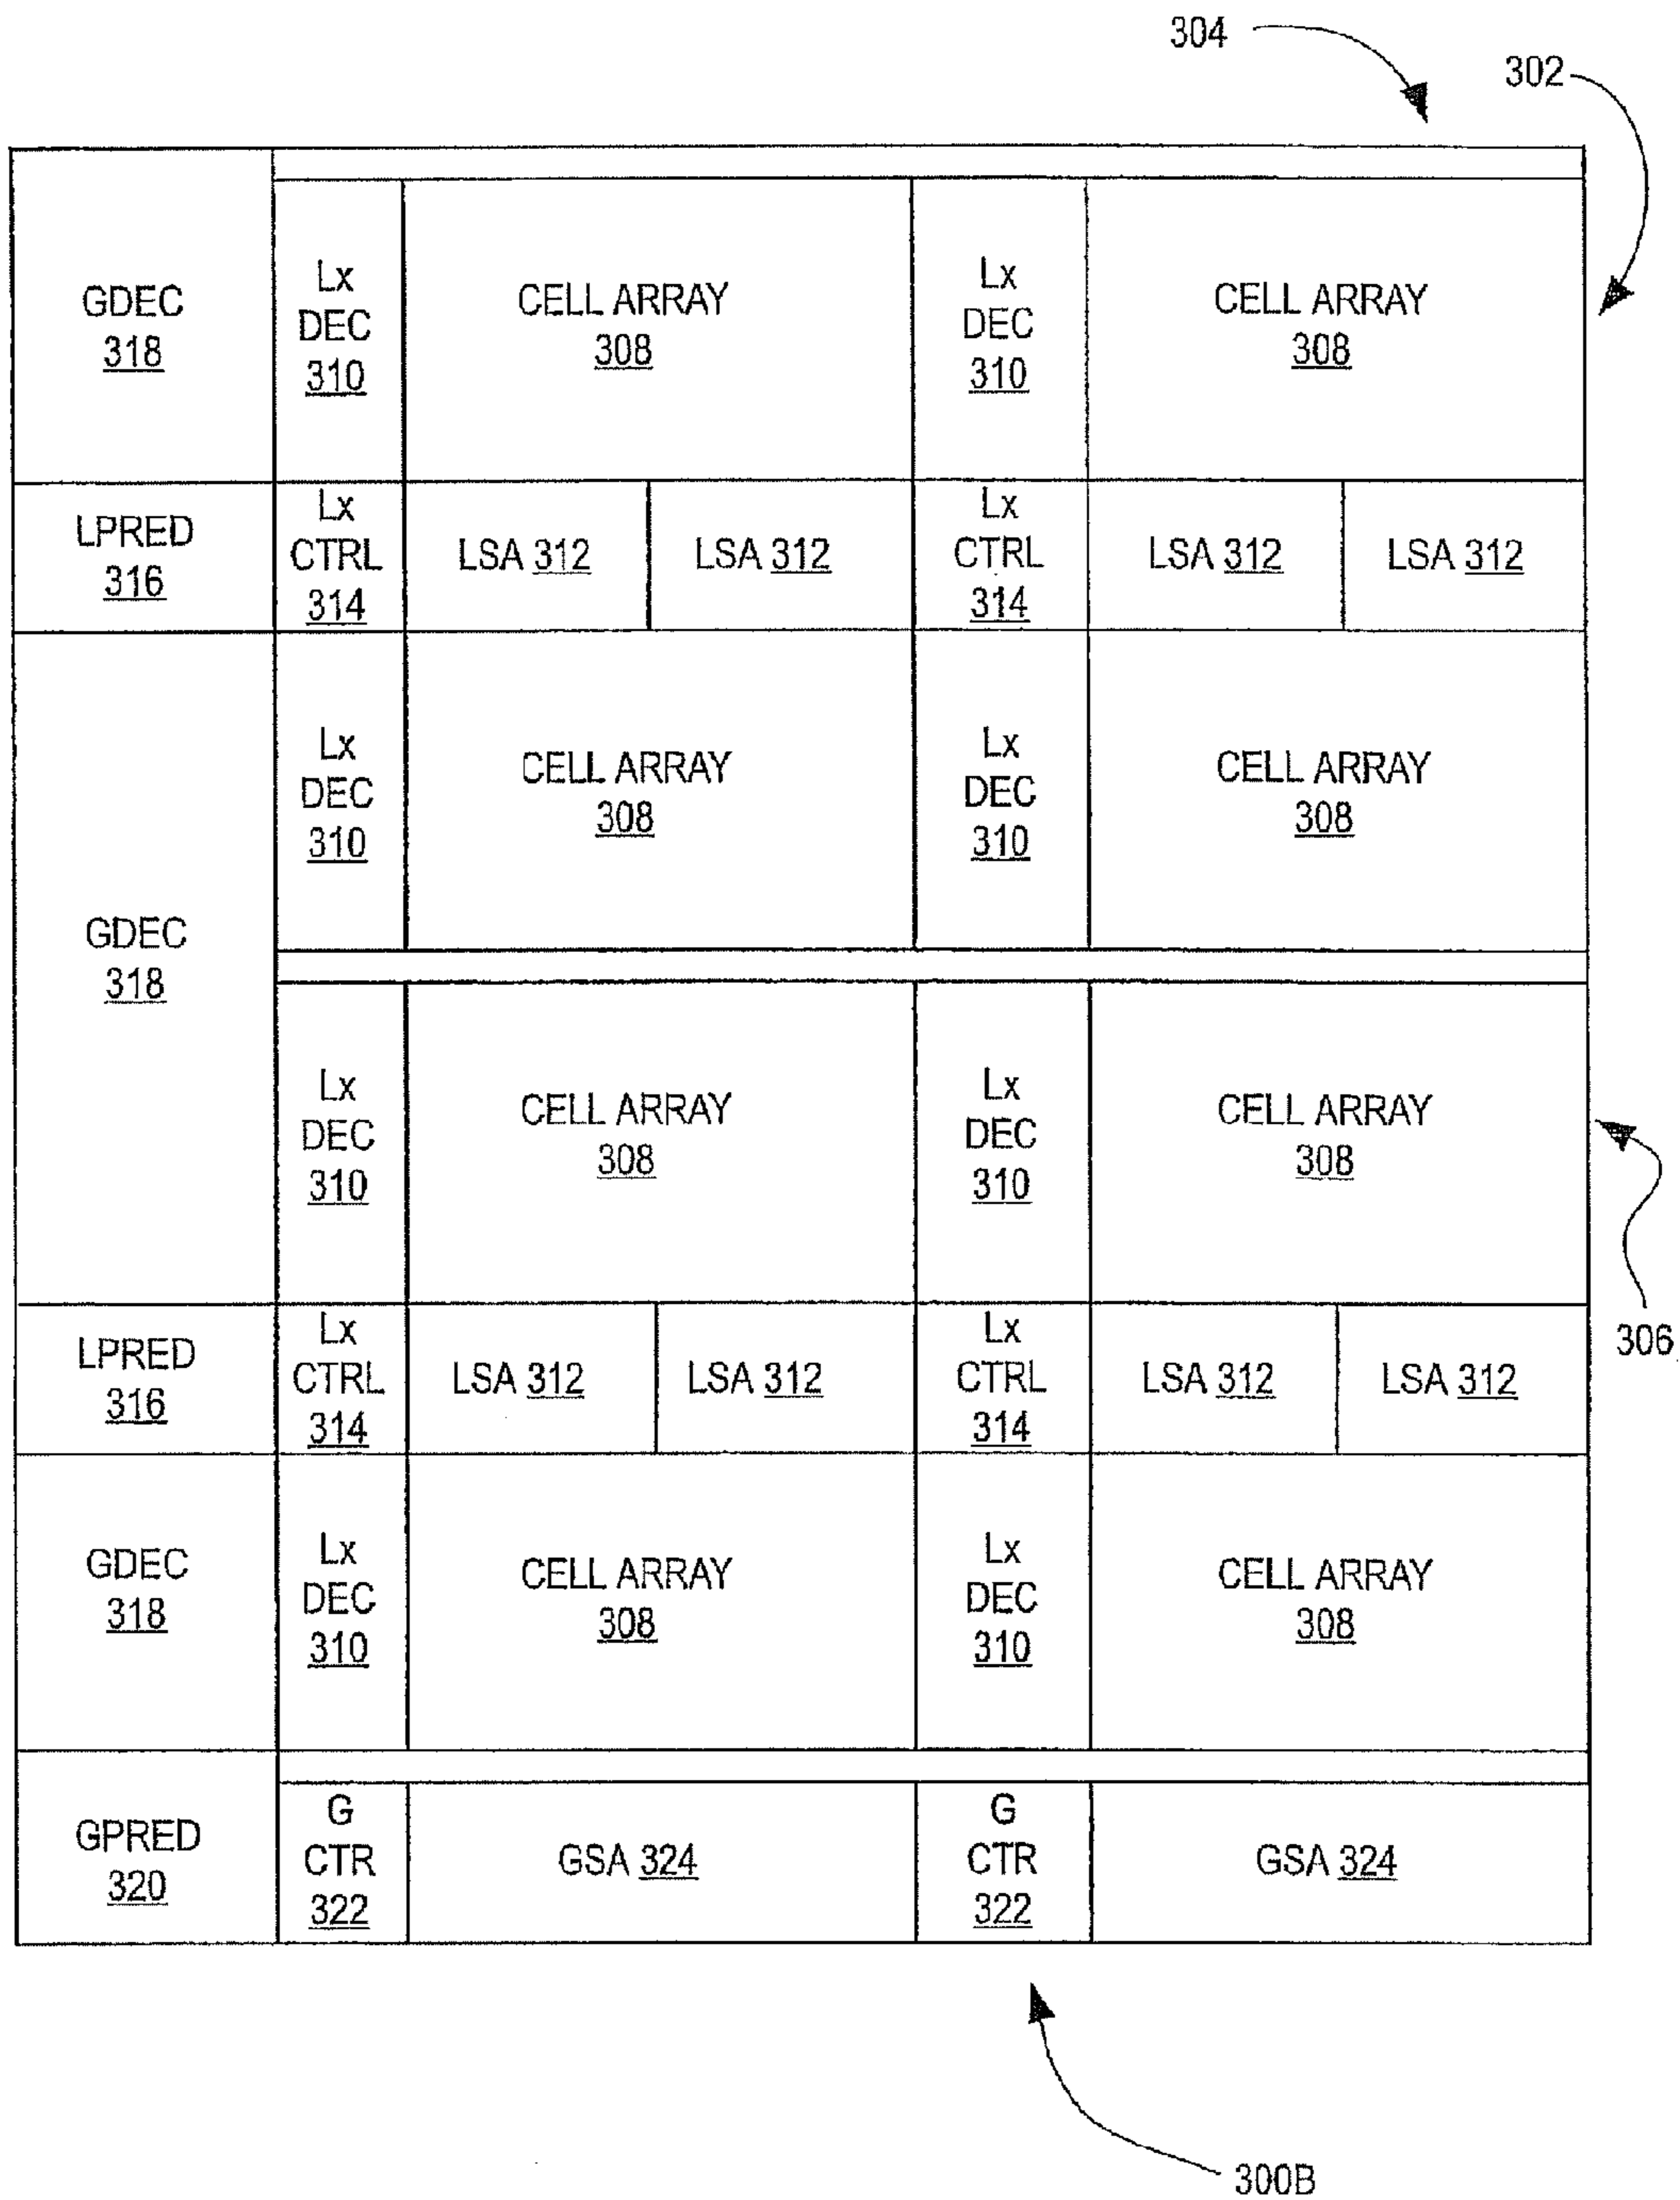 304
302
GDEC
318
Lx
DEC
310
CELL ARRAY
308
Lx
DEC
310
CELL ARRAY
308
LPRED
316
Lx
CTRL
314
LSA 312
LSA 312
Lx
CTRL
314
LSA 312
LSA 312
GDEC
318
Lx
DEC
310
CELL ARRAY
308
Lx
DEC
310
CELL ARRAY
308
Lx
DEC
310
CELL ARRAY
308
Lx
DEC
310
CELL ARRAY
308
306
LPRED
316
Lx
CTRL
314
LSA 312
LSA 312
Lx
CTRL
314
LSA 312
LSA 312
GDEC
318
Lx
DEC
310
CELL ARRAY
308
Lx
DEC
310
CELL ARRAY
308
GPRED
320
G
CTR
322
GSA 324
G
CTR
322
GSA 324
300B